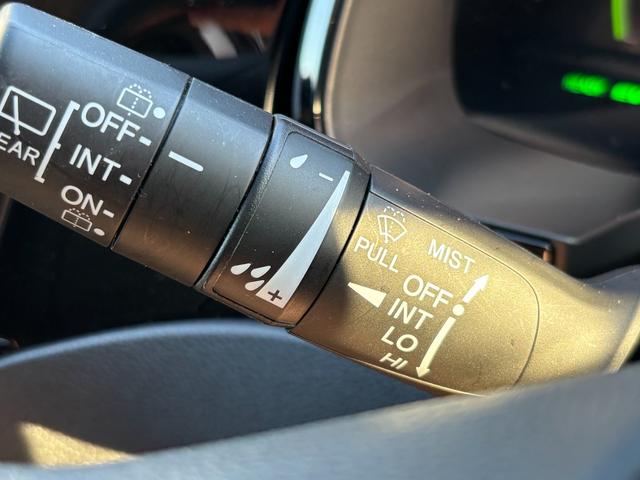 REAR
OFF
INT
ON
-
+
PULL
MIST
OFF
INT
LO
HI